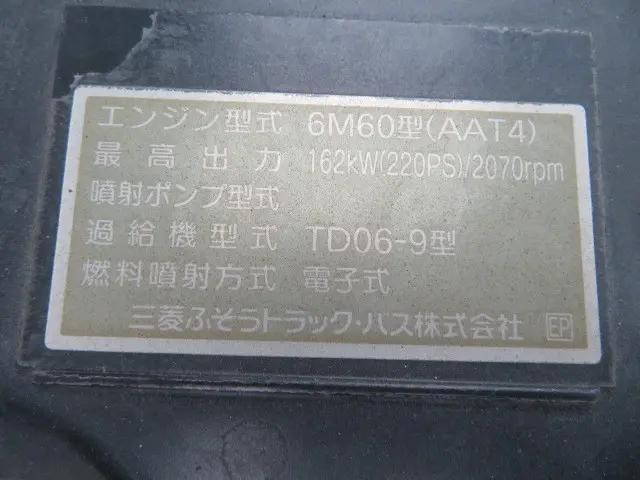 エンジン型式 6M60型(AAT4)
最高出力 162kW(220PS)/2070rpm
噴射ポンプ型式
過給機型式 TD06-9型
燃料噴射方式 電子式
三菱ふそうトラック・バス株式会社 EP